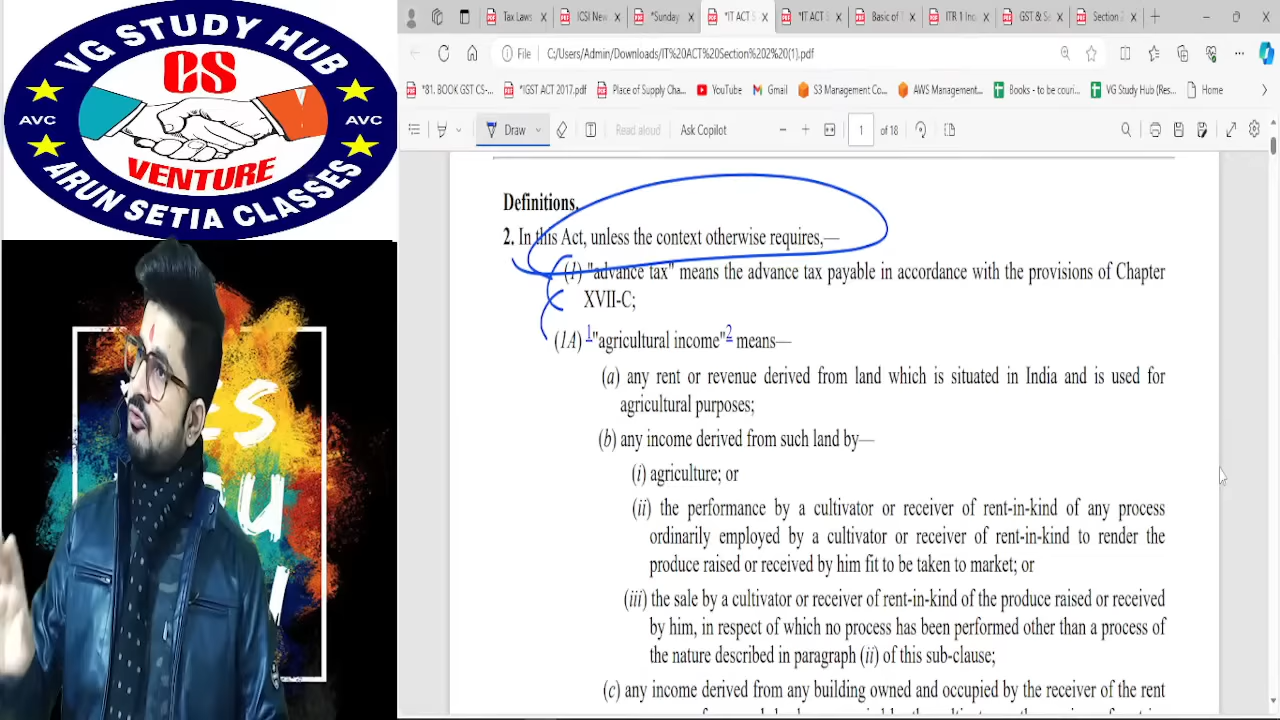 VG STUDY HUB
CS
AVC
AVC
VENTURE
ARUN SETIA CLASSES
Tax Laws
"Sunday
"IT ACT S
ITR 1 In
GST & S
File
C:/Users/Admin/Downloads/IT%20ACT%20Section%202%20(1).pdf
"81. BOOK GST CS-...
"IGST ACT 2017.pdf
Place of Supply Cha...
YouTube
Gmail
S3 Management Co...
AWS Management...
Books - to be couri...
VG Study Hub (Res...
Home
Draw
Read aloud
Ask Copilot
1
of 18
Definitions.
2. In this Act, unless the context otherwise requires,—
(1) "advance tax" means the advance tax payable in accordance with the provisions of Chapter
XVII-C;
(1A) 1"agricultural income"2 means—
(a) any rent or revenue derived from land which is situated in India and is used for
agricultural purposes;
(b) any income derived from such land by—
(i) agriculture; or
(ii) the performance by a cultivator or receiver of rent-in-kind of any process
ordinarily employed by a cultivator or receiver of rent-in-kind to render the
produce raised or received by him fit to be taken to market; or
(iii) the sale by a cultivator or receiver of rent-in-kind of the produce raised or received
by him, in respect of which no process has been performed other than a process of
the nature described in paragraph (ii) of this sub-clause;
(c) any income derived from any building owned and occupied by the receiver of the rent